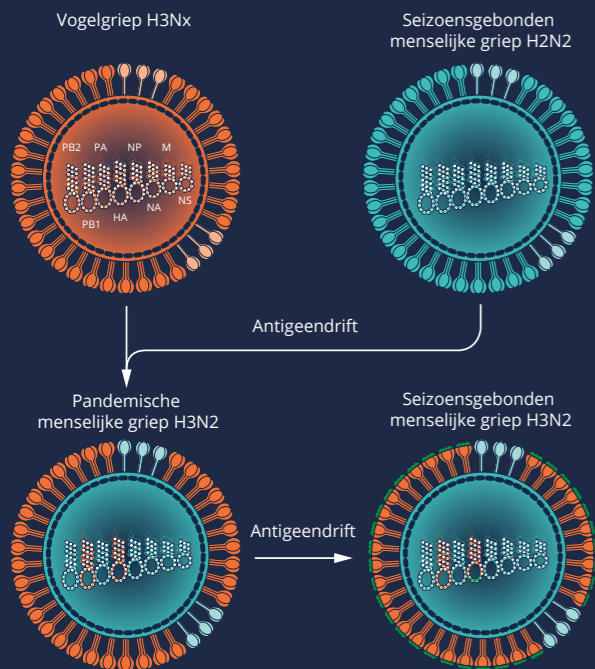 Vogelgriep H3Nx
Seizoensgebonden
menselijke griep H2N2
PB2 PA NP M
PB1 HA NA NS
Antigeendrift
Pandemische
menselijke griep H3N2
Seizoensgebonden
menselijke griep H3N2
Antigeendrift